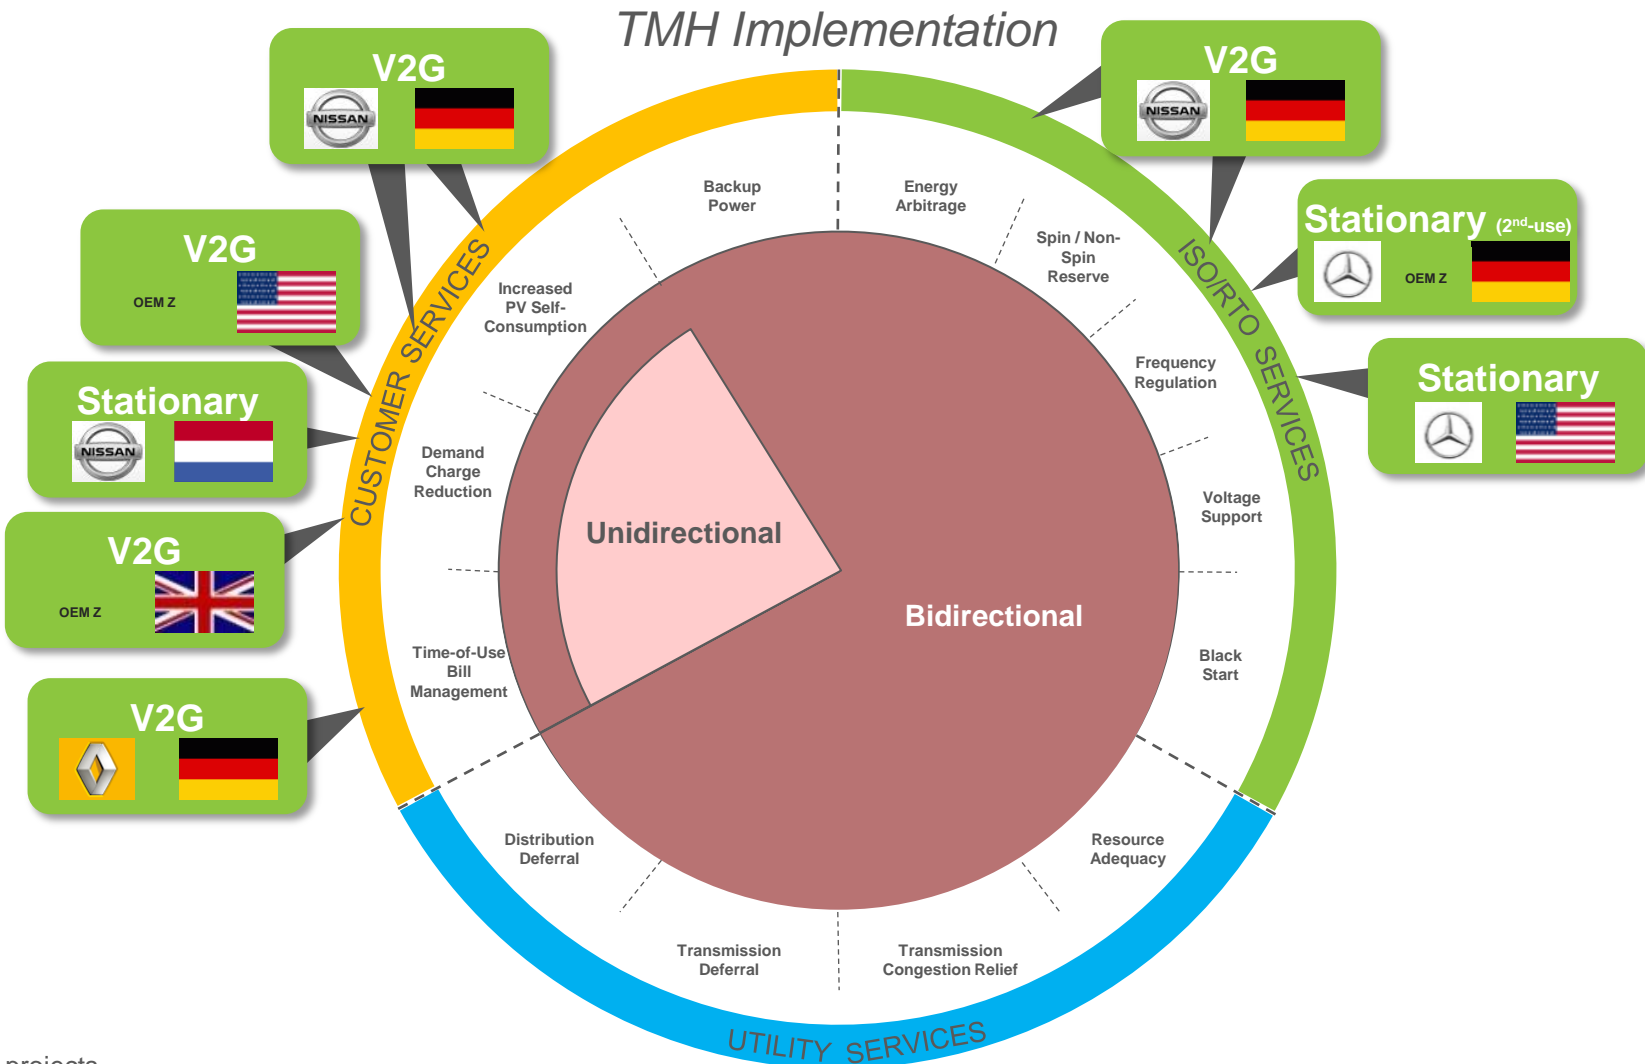 TMH Implementation
V2G
NISSAN
V2G
NISSAN
Backup
Power
Energy
Arbitrage
Stationary (2nd-use)
OEM Z
V2G
OEM Z
Spin / Non-
Spin
Reserve
Increased
PV Self-
Consumption
CUSTOMER SERVICES
ISO/RTO SERVICES
Frequency
Regulation
Stationary
Stationary
NISSAN
Demand
Charge
Reduction
Voltage
Support
Unidirectional
Bidirectional
V2G
OEM Z
Time-of-Use
Bill
Management
Black
Start
V2G
Distribution
Deferral
Resource
Adequacy
Transmission
Deferral
Transmission
Congestion Relief
UTILITY SERVICES
projects